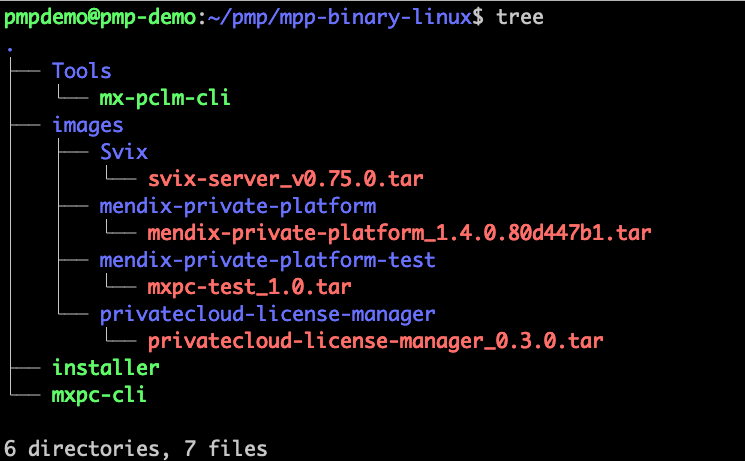 pmpdemo@pmp-demo:~/pmp/mpp-binary-linux$ tree
.
├── Tools
│   └── mx-pclm-cli
├── images
│   ├── Svix
│   │   └── svix-server_v0.75.0.tar
│   ├── mendix-private-platform
│   │   └── mendix-private-platform_1.4.0.80d447b1.tar
│   ├── mendix-private-platform-test
│   │   └── mxpc-test_1.0.tar
│   └── privatecloud-license-manager
│       └── privatecloud-license-manager_0.3.0.tar
├── installer
└── mxpc-cli
6 directories, 7 files